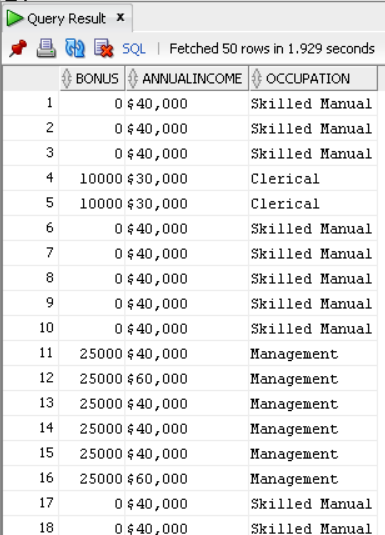 Query Result x
SQL | Fetched 50 rows in 1.929 seconds
BONUS ANNUALINCOME OCCUPATION
1 0 $40,000 Skilled Manual
2 0 $40,000 Skilled Manual
3 0 $40,000 Skilled Manual
4 10000 $30,000 Clerical
5 10000 $30,000 Clerical
6 0 $40,000 Skilled Manual
7 0 $40,000 Skilled Manual
8 0 $40,000 Skilled Manual
9 0 $40,000 Skilled Manual
10 0 $40,000 Skilled Manual
11 25000 $40,000 Management
12 25000 $60,000 Management
13 25000 $40,000 Management
14 25000 $40,000 Management
15 25000 $40,000 Management
16 25000 $60,000 Management
17 0 $40,000 Skilled Manual
18 0 $40,000 Skilled Manual